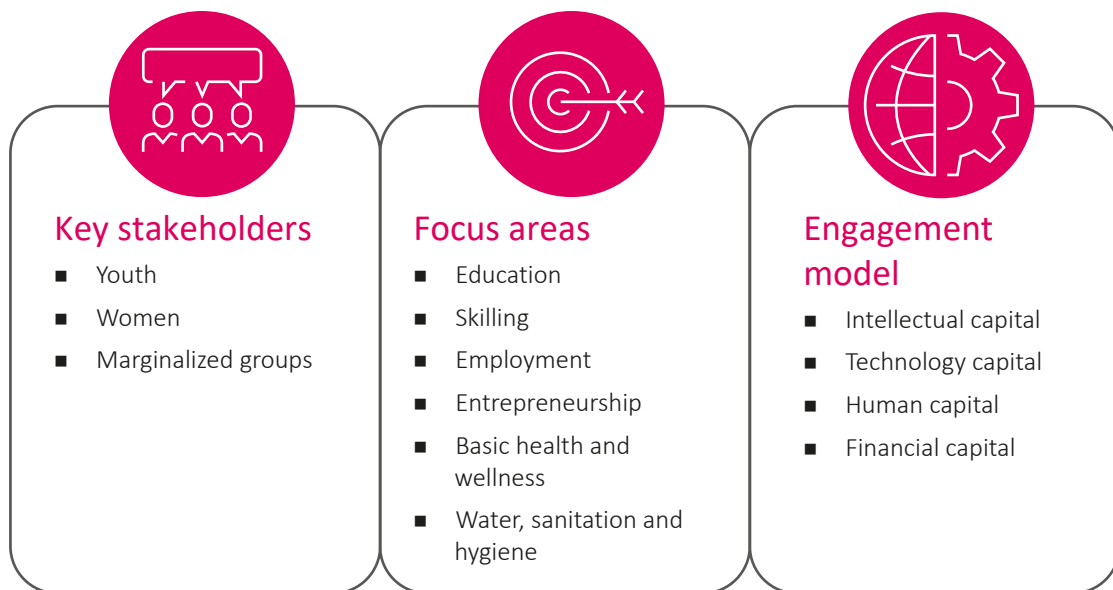 Key stakeholders
■ Youth
■ Women
■ Marginalized groups
Focus areas
■ Education
■ Skilling
■ Employment
■ Entrepreneurship
■ Basic health and
wellness
■ Water, sanitation and
hygiene
Engagement
model
■ Intellectual capital
■ Technology capital
■ Human capital
■ Financial capital